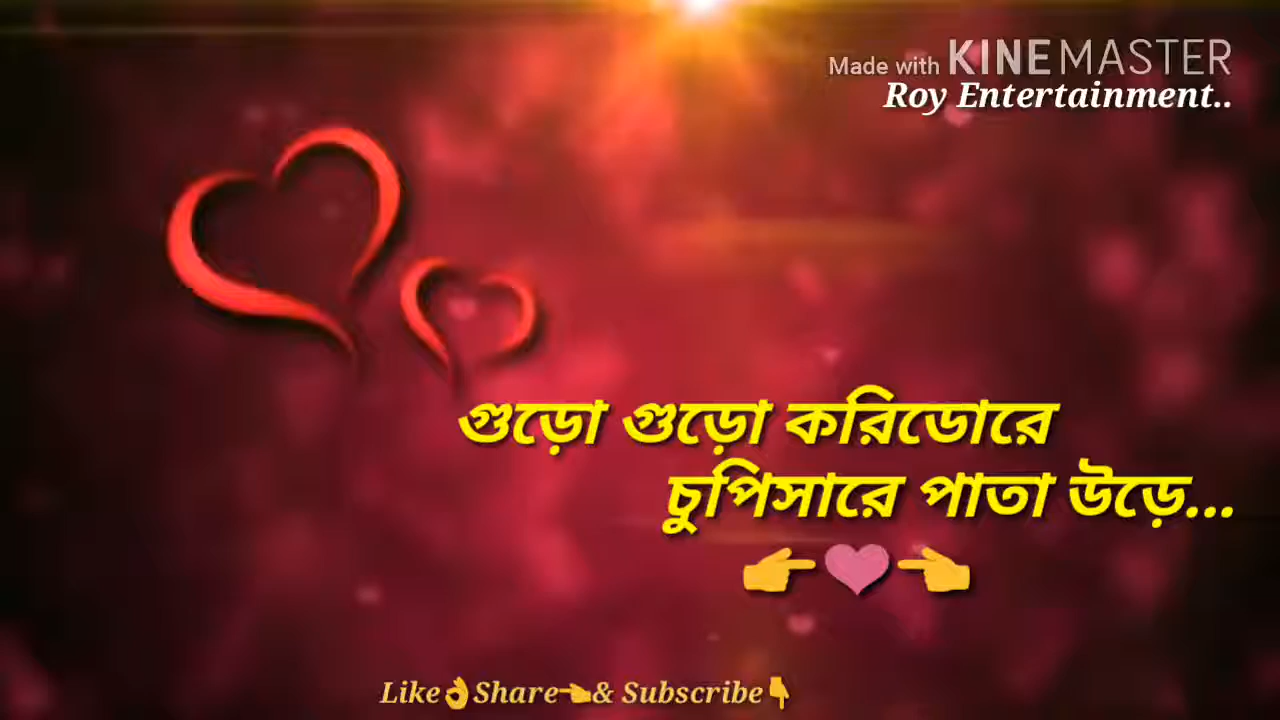 Made with KINEMASTER
Roy Entertainment..
গুড়ো গুড়ো করিডোরে
চুপিসারে পাতা উড়ে...
👉💗👈
Like👌Share👈& Subscribe👇